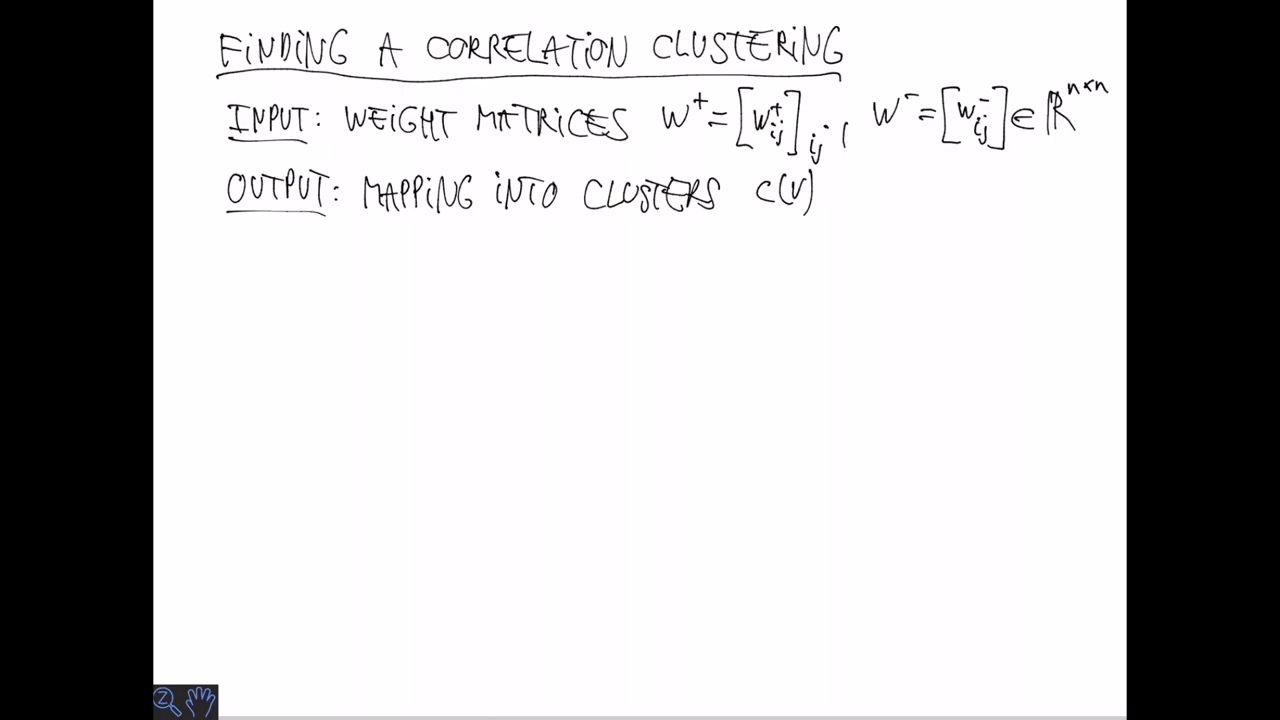 FINDING A CORRELATION CLUSTERING
INPUT: WEIGHT MATRICES W⁺ = [w⁺ᵢⱼ]ᵢⱼ, W⁻ = [w⁻ᵢⱼ] ∈ ℝⁿˣⁿ
OUTPUT: MAPPING INTO CLUSTERS c(v)